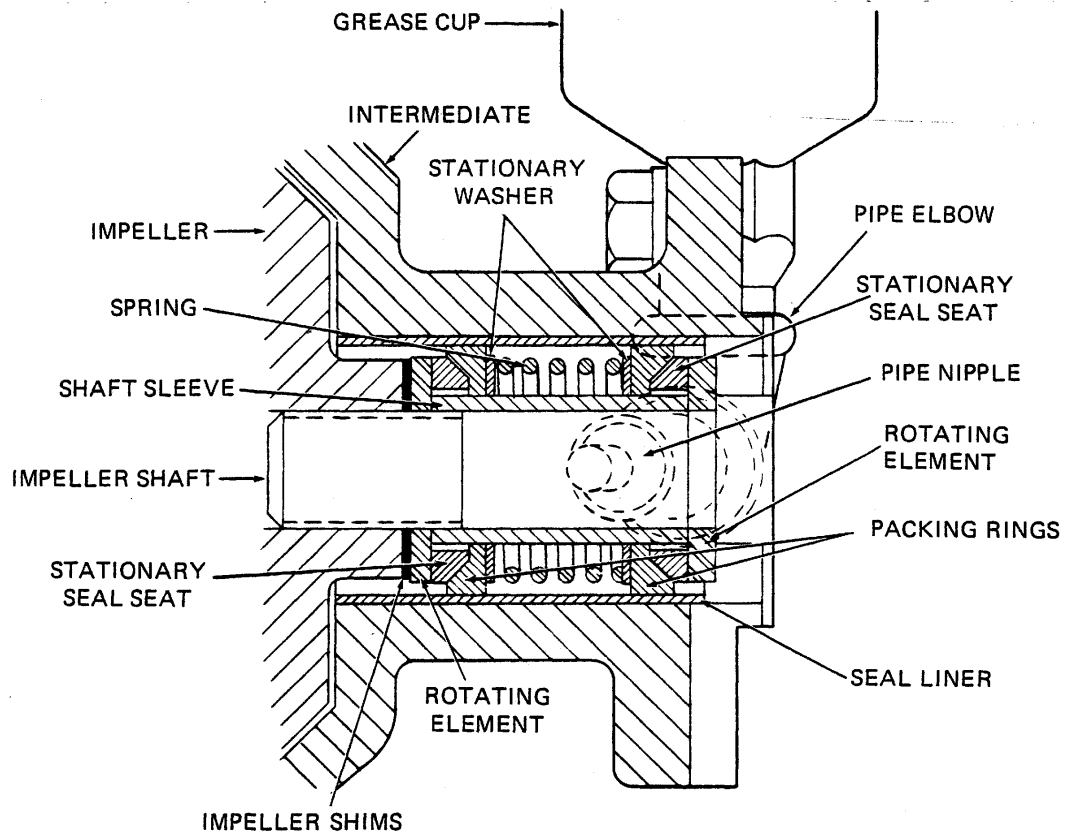 GREASE CUP
INTERMEDIATE
STATIONARY
WASHER
IMPELLER
PIPE ELBOW
STATIONARY
SEAL SEAT
SPRING
SHAFT SLEEVE
PIPE NIPPLE
ROTATING
ELEMENT
IMPELLER SHAFT
PACKING RINGS
STATIONARY
SEAL SEAT
SEAL LINER
ROTATING
ELEMENT
IMPELLER SHIMS